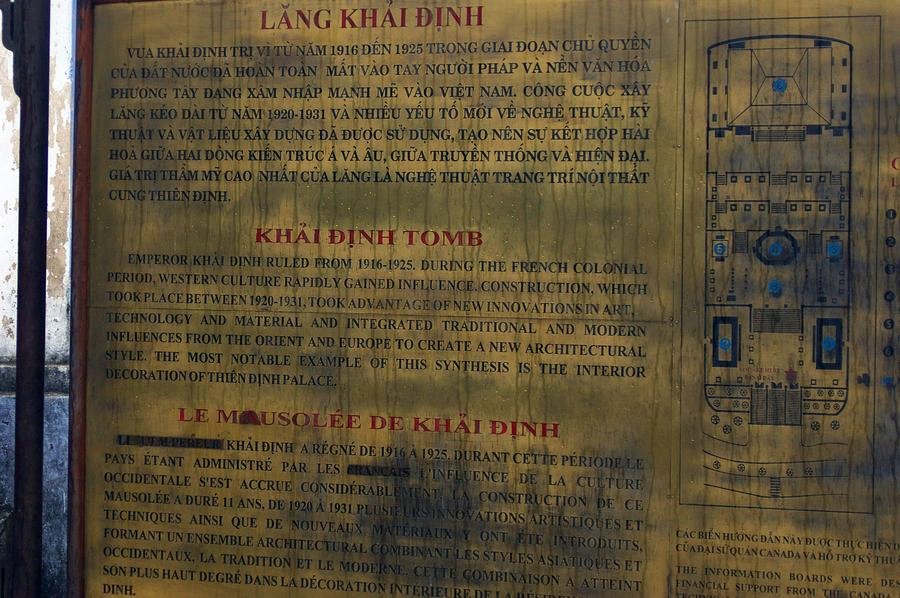 LĂNG KHẢI ĐỊNH
VUA KHẢI ĐỊNH TRỊ VÌ TỪ NĂM 1916 ĐẾN 1925 TRONG GIAI ĐOẠN CHỦ QUYỀN
CỦA ĐẤT NƯỚC ĐÃ HOÀN TOÀN MẤT VÀO TAY NGƯỜI PHÁP VÀ NỀN VĂN HÓA
PHƯƠNG TÂY ĐANG XÂM NHẬP MẠNH MẼ VÀO VIỆT NAM. CÔNG CUỘC XÂY
LĂNG KÉO DÀI TỪ NĂM 1920-1931 VÀ NHIỀU YẾU TỐ MỚI VỀ NGHỆ THUẬT, KỸ
THUẬT VÀ VẬT LIỆU XÂY DỰNG ĐÃ ĐƯỢC SỬ DỤNG, TẠO NÊN SỰ KẾT HỢP HÀI
HOÀ GIỮA HAI DÒNG KIẾN TRÚC Á VÀ ÂU, GIỮA TRUYỀN THỐNG VÀ HIỆN ĐẠI.
GIÁ TRỊ THẨM MỸ CAO NHẤT CỦA LĂNG LÀ NGHỆ THUẬT TRANG TRÍ NỘI THẤT
CUNG THIÊN ĐỊNH.
KHẢI ĐỊNH TOMB
EMPEROR KHẢI ĐỊNH RULED FROM 1916-1925. DURING THE FRENCH COLONIAL
PERIOD, WESTERN CULTURE RAPIDLY GAINED INFLUENCE. CONSTRUCTION, WHICH
TOOK PLACE BETWEEN 1920-1931, TOOK ADVANTAGE OF NEW INNOVATIONS IN ART,
TECHNOLOGY AND MATERIAL AND INTEGRATED TRADITIONAL AND MODERN
INFLUENCES FROM THE ORIENT AND EUROPE TO CREATE A NEW ARCHITECTURAL
STYLE. THE MOST NOTABLE EXAMPLE OF THIS SYNTHESIS IS THE INTERIOR
DECORATION OF THIÊN ĐỊNH PALACE.
LE MAUSOLÉE DE KHẢI ĐỊNH
KHẢI ĐỊNH A RÉGNÉ DE 1916 À 1925. DURANT CETTE PÉRIODE LE
PAYS ÉTANT ADMINISTRÉ PAR LES FRANÇAIS L'INFLUENCE DE LA CULTURE
OCCIDENTALE S'EST ACCRUE CONSIDÉRABLEMENT. LA CONSTRUCTION DE CE
MAUSOLÉE A DURÉ 11 ANS, DE 1920 À 1931 PLUSIEURS INNOVATIONS ARTISTIQUES ET
TECHNIQUES AINSI QUE DE NOUVEAUX MATÉRIAUX Y ONT ÉTÉ INTRODUITS,
FORMANT UN ENSEMBLE ARCHITECTURAL COMBINANT LES STYLES ASIATIQUES ET
OCCIDENTAUX, LA TRADITION ET LE MODERNE. CETTE COMBINAISON A ATTEINT
SON PLUS HAUT DEGRÉ DANS LA DÉCORATION INTÉRIEURE DE LA
DINH.
CÁC BIỂN HƯỚNG DẪN NÀY ĐƯỢC THỰC HIỆN
CỦA ĐẠI SỨ QUÁN CANADA VÀ HỖ TRỢ KỸ
THE INFORMATION BOARDS WERE
FINANCIAL SUPPORT FROM THE